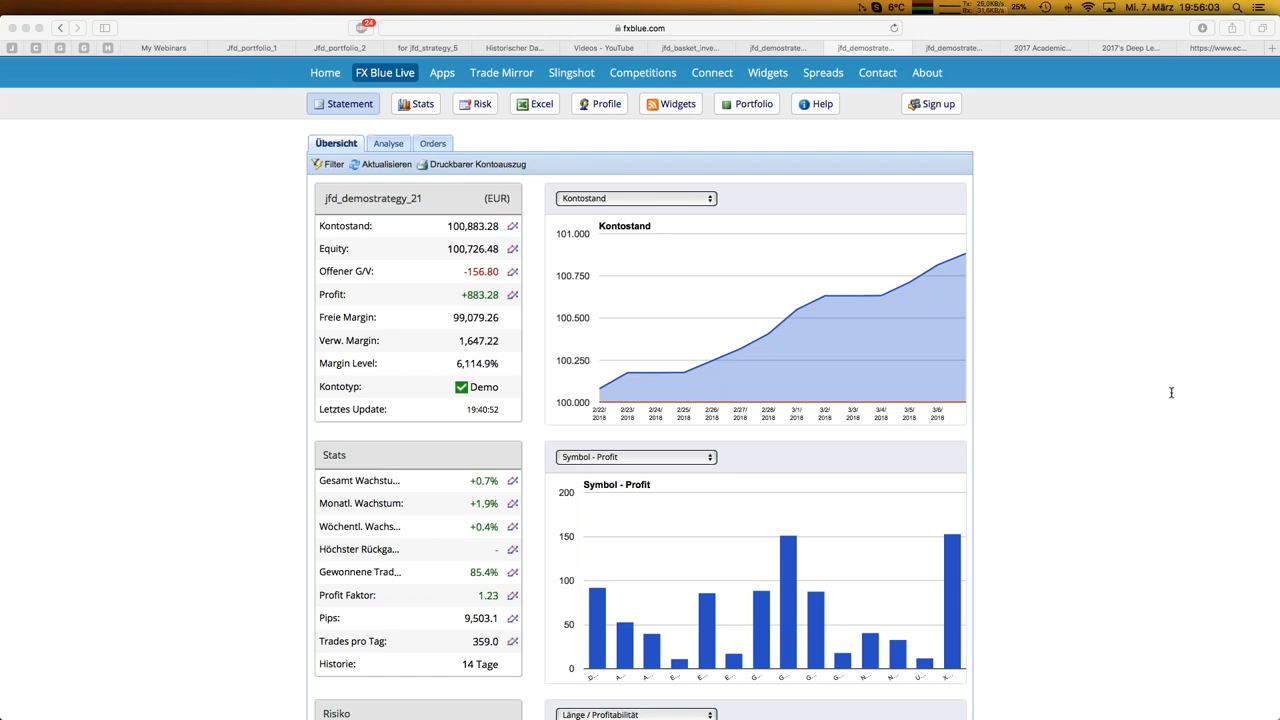 6°C Tx: 25,0KB/s Rx: 31,6KB/s 25% Mi. 7. März 19:56:03
24
fxblue.com
J C G G H My Webinars Jfd_portfolio_1 Jfd_portfolio_2 for jfd_strategy_5 Historischer Da... Videos - YouTube jfd_basket_inve... jfd_demostrate... jfd_demostrate... jfd_demostrate... 2017 Academic... 2017's Deep Le... https://www.ec...
Home FX Blue Live Apps Trade Mirror Slingshot Competitions Connect Widgets Spreads Contact About
Statement Stats Risk Excel Profile Widgets Portfolio Help Sign up
Übersicht Analyse Orders
Filter Aktualisieren Druckbarer Kontoauszug
jfd_demostrategy_21 (EUR)
Kontostand: 100,883.28
Equity: 100,726.48
Offener G/V: -156.80
Profit: +883.28
Freie Margin: 99,079.26
Verw. Margin: 1,647.22
Margin Level: 6,114.9%
Kontotyp: Demo
Letztes Update: 19:40:52
Kontostand
Kontostand
101.000
100.750
100.500
100.250
100.000
2/22/ 2/23/ 2/24/ 2/25/ 2/26/ 2/27/ 2/28/ 3/1/ 3/2/ 3/3/ 3/4/ 3/5/ 3/6/
2018 2018 2018 2018 2018 2018 2018 2018 2018 2018 2018 2018 2018
Stats
Gesamt Wachstu... +0.7%
Monatl. Wachstum: +1.9%
Wöchentl. Wachs... +0.4%
Höchster Rückga... -
Gewonnene Trad... 85.4%
Profit Faktor: 1.23
Pips: 9,503.1
Trades pro Tag: 359.0
Historie: 14 Tage
Symbol - Profit
Symbol - Profit
200
150
100
50
0
D... A... A... E... E... E... G... G... G... G... N... N... U... X...
Risiko
Länge / Profitabilität